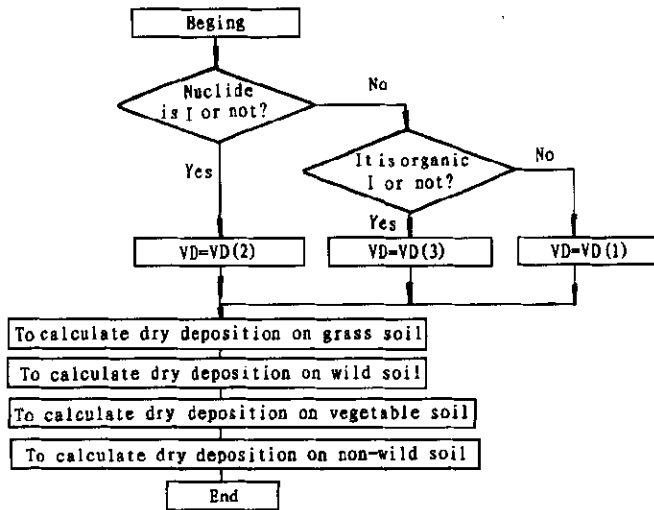 Beging
Nuclide
is I or not?
No
Yes
It is organic
I or not?
No
Yes
VD=VD(2)
VD=VD(3)
VD=VD(1)
To calculate dry deposition on grass soil
To calculate dry deposition on wild soil
To calculate dry deposition on vegetable soil
To calculate dry deposition on non-wild soil
End